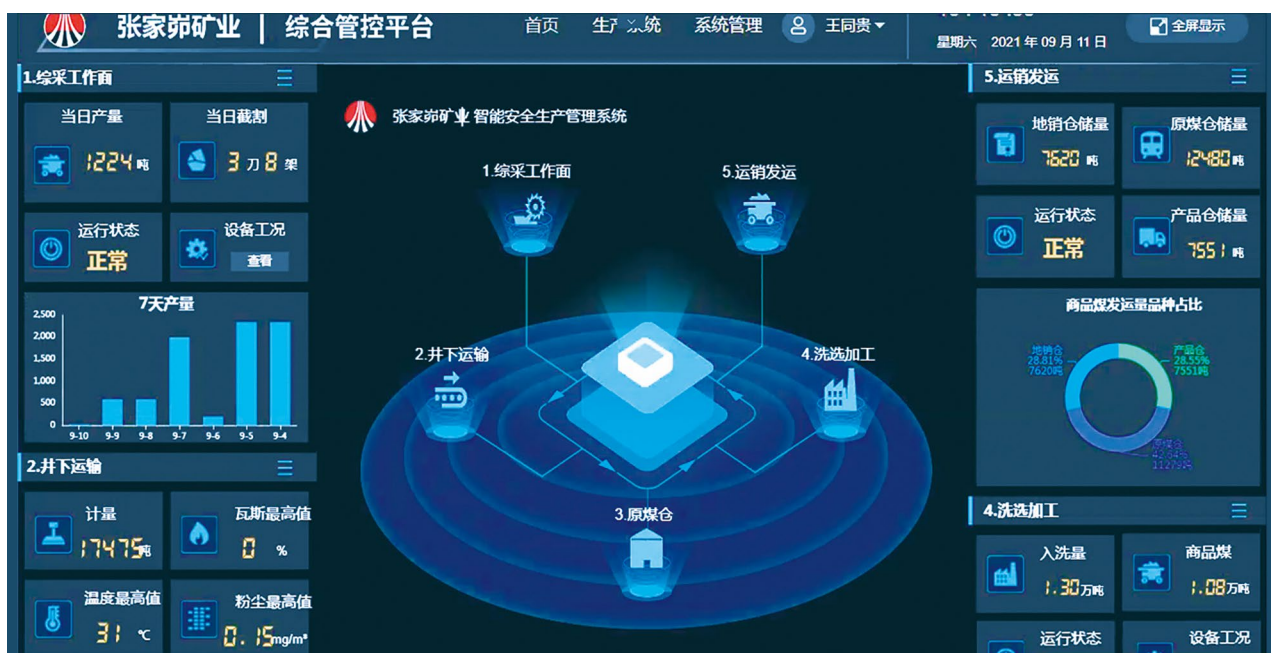 张家峁矿业 | 综合管控平台
首页 生产系统 系统管理 王同贵
星期六 2021年09月11日
全屏显示
1.综采工作面
当日产量
1224吨
当日截割
3刀8架
运行状态
正常
设备工况
查看
7天产量
2,500
2,000
1,500
1,000
500
0
9-10 9-9 9-8 9-7 9-6 9-5 9-4
2.井下运输
计量
17475吨
瓦斯最高值
0 %
温度最高值
31 ℃
粉尘最高值
0.15mg/m³
张家峁矿业智能安全生产管理系统
1.综采工作面
5.运销发运
2.井下运输
4.洗选加工
3.原煤仓
5.运销发运
地销仓储量
7620 吨
原煤仓储量
12480吨
运行状态
正常
产品仓储量
7551 吨
商品煤发运量品种占比
地销仓
28.81%
7620吨
产品仓
28.55%
7551吨
原煤仓
42.64%
11279吨
4.洗选加工
入洗量
1.30万吨
商品煤
1.08万吨
运行状态
设备工况